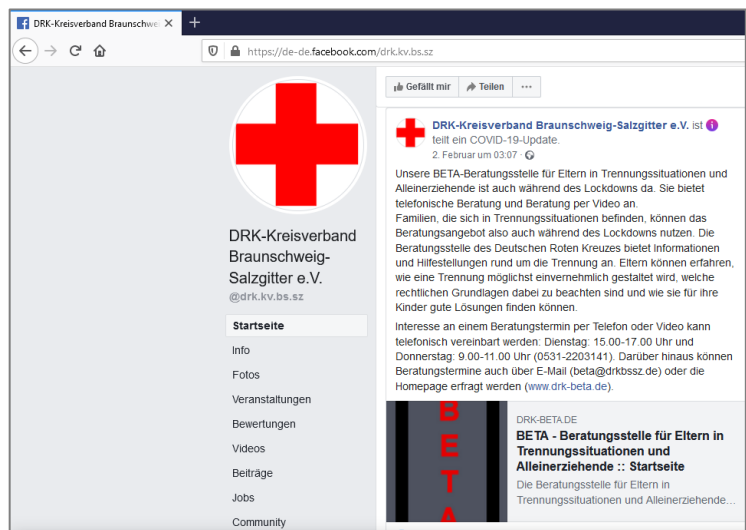 DRK-Kreisverband Braunschwei
https://de-de.facebook.com/drk.kv.bs.sz
Gefällt mir
Teilen
DRK-Kreisverband
Braunschweig-
Salzgitter e.V.
@drk.kv.bs.sz
Startseite
Info
Fotos
Veranstaltungen
Bewertungen
Videos
Beiträge
Jobs
Community
DRK-Kreisverband Braunschweig-Salzgitter e.V. ist
teilt ein COVID-19-Update.
2. Februar um 03:07 ·
Unsere BETA-Beratungsstelle für Eltern in Trennungssituationen und
Alleinerziehende ist auch während des Lockdowns da. Sie bietet
telefonische Beratung und Beratung per Video an.
Familien, die sich in Trennungssituationen befinden, können das
Beratungsangebot also auch während des Lockdowns nutzen. Die
Beratungsstelle des Deutschen Roten Kreuzes bietet Informationen
und Hilfestellungen rund um die Trennung an. Eltern können erfahren,
wie eine Trennung möglichst einvernehmlich gestaltet wird, welche
rechtlichen Grundlagen dabei zu beachten sind und wie sie für ihre
Kinder gute Lösungen finden können.
Interesse an einem Beratungstermin per Telefon oder Video kann
telefonisch vereinbart werden: Dienstag: 15.00-17.00 Uhr und
Donnerstag: 9.00-11.00 Uhr (0531-2203141). Darüber hinaus können
Beratungstermine auch über E-Mail (beta@drkbssz.de) oder die
Homepage erfragt werden (www.drk-beta.de).
BETA
DRK-BETA.DE
BETA - Beratungsstelle für Eltern in
Trennungssituationen und
Alleinerziehende :: Startseite
Die Beratungsstelle für Eltern in
Trennungssituationen und Alleinerziehende...